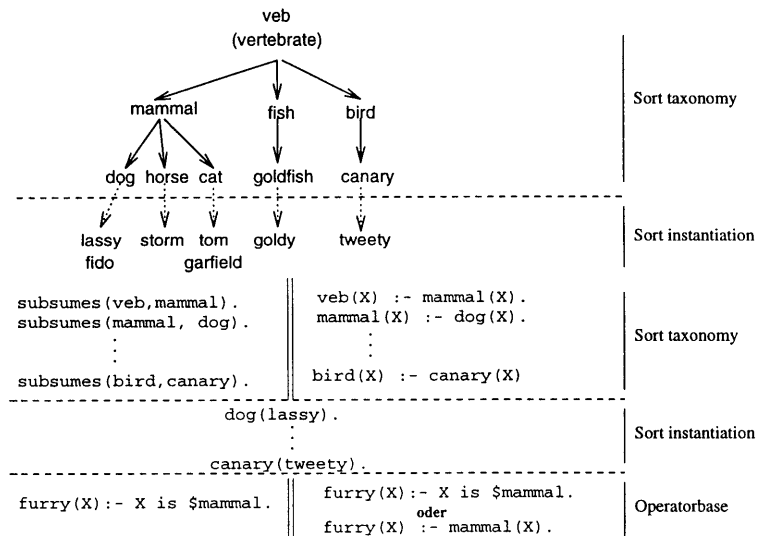 veb
(vertebrate)
mammal fish bird
Sort taxonomy
dog horse cat goldfish canary
lassy storm tom goldy tweety
Sort instantiation
fido garfield
subsumes(veb,mammal).
subsumes(mammal, dog).
:
subsumes(bird,canary).
veb(X) :- mammal(X).
mammal(X) :- dog(X).
:
bird(X) :- canary(X)
Sort taxonomy
dog(lassy).
:
canary(tweety).
Sort instantiation
furry(X):- X is $mammal.
furry(X):- X is $mammal.
oder
furry(X) :- mammal(X).
Operatorbase